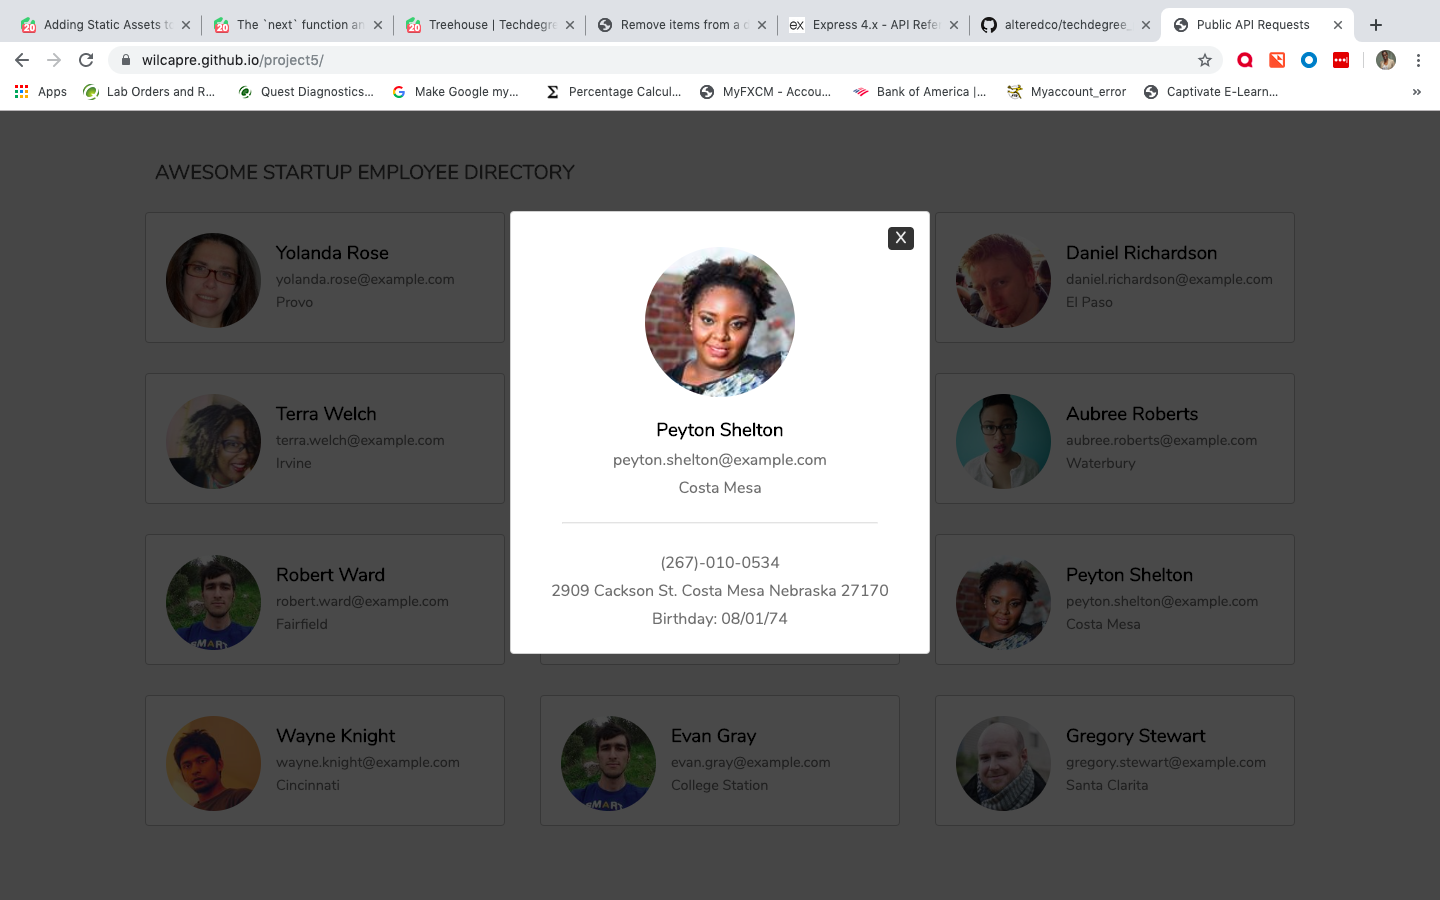 Adding Static Assets to
The `next` function an
Treehouse | Techdegre
Remove items from a
Express 4.x - API Refe
alteredco/techdegree_
Public API Requests
wilcapre.github.io/project5/
Apps
Lab Orders and R...
Quest Diagnostics...
Make Google my...
Percentage Calcul...
MyFXCM - Accou...
Bank of America |...
Myaccount_error
Captivate E-Learn...
»
AWESOME STARTUP EMPLOYEE DIRECTORY
Yolanda Rose
yolanda.rose@example.com
Provo
X
Peyton Shelton
peyton.shelton@example.com
Costa Mesa
(267)-010-0534
2909 Cackson St. Costa Mesa Nebraska 27170
Birthday: 08/01/74
Daniel Richardson
daniel.richardson@example.com
El Paso
Terra Welch
terra.welch@example.com
Irvine
Aubree Roberts
aubree.roberts@example.com
Waterbury
Robert Ward
robert.ward@example.com
Fairfield
Peyton Shelton
peyton.shelton@example.com
Costa Mesa
Wayne Knight
wayne.knight@example.com
Cincinnati
Evan Gray
evan.gray@example.com
College Station
Gregory Stewart
gregory.stewart@example.com
Santa Clarita